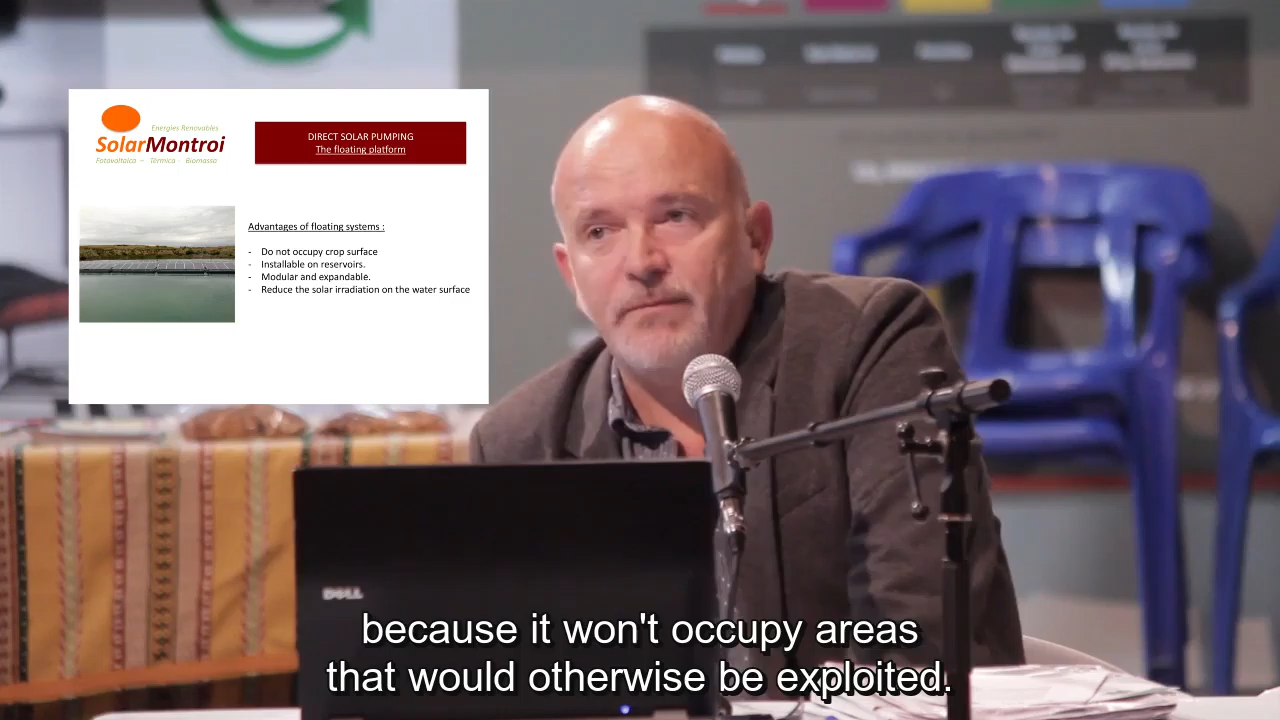 Energies Renovables
SolarMontroi
Fotovoltaica - Tèrmica - Biomassa
DIRECT SOLAR PUMPING
The floating platform
Advantages of floating systems :
- Do not occupy crop surface
- Installable on reservoirs.
- Modular and expandable.
- Reduce the solar irradiation on the water surface
DELL
because it won't occupy areas
that would otherwise be exploited.